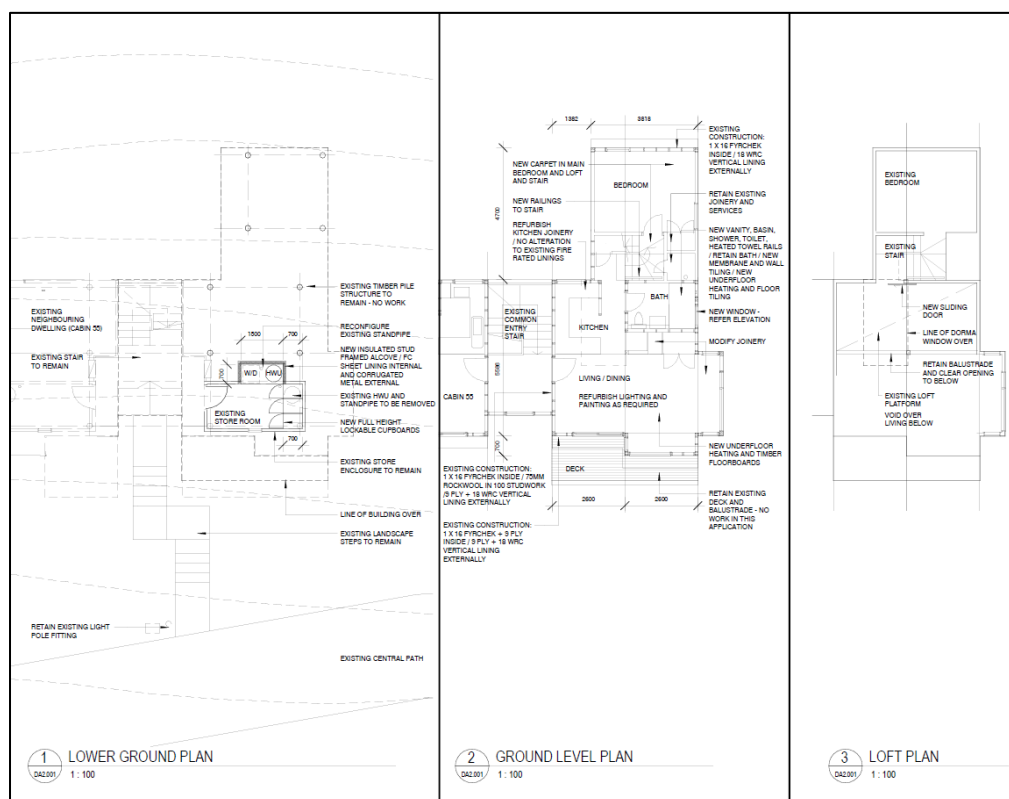 EXISTING
NEIGHBOURING
DWELLING (CABIN 55)
EXISTING STAIR
TO REMAIN
1500
700
700
W/D
HWU
EXISTING
STORE ROOM
700
EXISTING TIMBER PILE
STRUCTURE TO
REMAIN - NO WORK
RECONFIGURE
EXISTING STANDPIPE
NEW INSULATED STUD
FRAMED ALCOVE / FC
SHEET LINING INTERNAL
AND CORRUGATED
METAL EXTERNAL
EXISTING HWU AND
STANDPIPE TO BE REMOVED
NEW FULL HEIGHT
LOCKABLE CUPBOARDS
EXISTING STORE
ENCLOSURE TO REMAIN
LINE OF BUILDING OVER
EXISTING LANDSCAPE
STEPS TO REMAIN
RETAIN EXISTING LIGHT
POLE FITTING
EXISTING CENTRAL PATH
1
DA2.001
LOWER GROUND PLAN
1 : 100
1382
3818
4700
NEW CARPET IN MAIN
BEDROOM AND LOFT
AND STAIR
NEW RAILINGS
TO STAIR
REFURBISH
KITCHEN JOINERY
/ NO ALTERATION
TO EXISTING FIRE
RATED LININGS
BEDROOM
EXISTING
COMMON
ENTRY
STAIR
KITCHEN
BATH
CABIN 55
LIVING / DINING
REFURBISH LIGHTING AND
PAINTING AS REQUIRED
700
DECK
2600
2600
EXISTING
CONSTRUCTION:
1 X 16 FYRCHEK
INSIDE / 18 WRC
VERTICAL LINING
EXTERNALLY
RETAIN EXISTING
JOINERY AND
SERVICES
NEW VANITY, BASIN,
SHOWER, TOILET,
HEATED TOWEL RAILS
/ RETAIN BATH / NEW
MEMBRANE AND WALL
TILING / NEW
UNDERFLOOR
HEATING AND FLOOR
TILING
NEW WINDOW -
REFER ELEVATION
MODIFY JOINERY
NEW UNDERFLOOR
HEATING AND TIMBER
FLOORBOARDS
RETAIN EXISTING
DECK AND
BALUSTRADE - NO
WORK IN THIS
APPLICATION
EXISTING CONSTRUCTION:
1 X 16 FYRCHEK INSIDE / 75MM
ROCKWOOL IN 100 STUDWORK
/9 PLY + 18 WRC VERTICAL
LINING EXTERNALLY
EXISTING CONSTRUCTION:
1 X 16 FYRCHEK + 9 PLY
INSIDE / 9 PLY + 18 WRC
VERTICAL LINING
EXTERNALLY
2
DA2.001
GROUND LEVEL PLAN
1 : 100
EXISTING
BEDROOM
EXISTING
STAIR
NEW SLIDING
DOOR
LINE OF DORMA
WINDOW OVER
RETAIN BALUSTRADE
AND CLEAR OPENING
TO BELOW
EXISTING LOFT
PLATFORM
VOID OVER
LIVING BELOW
3
DA2.001
LOFT PLAN
1 : 100